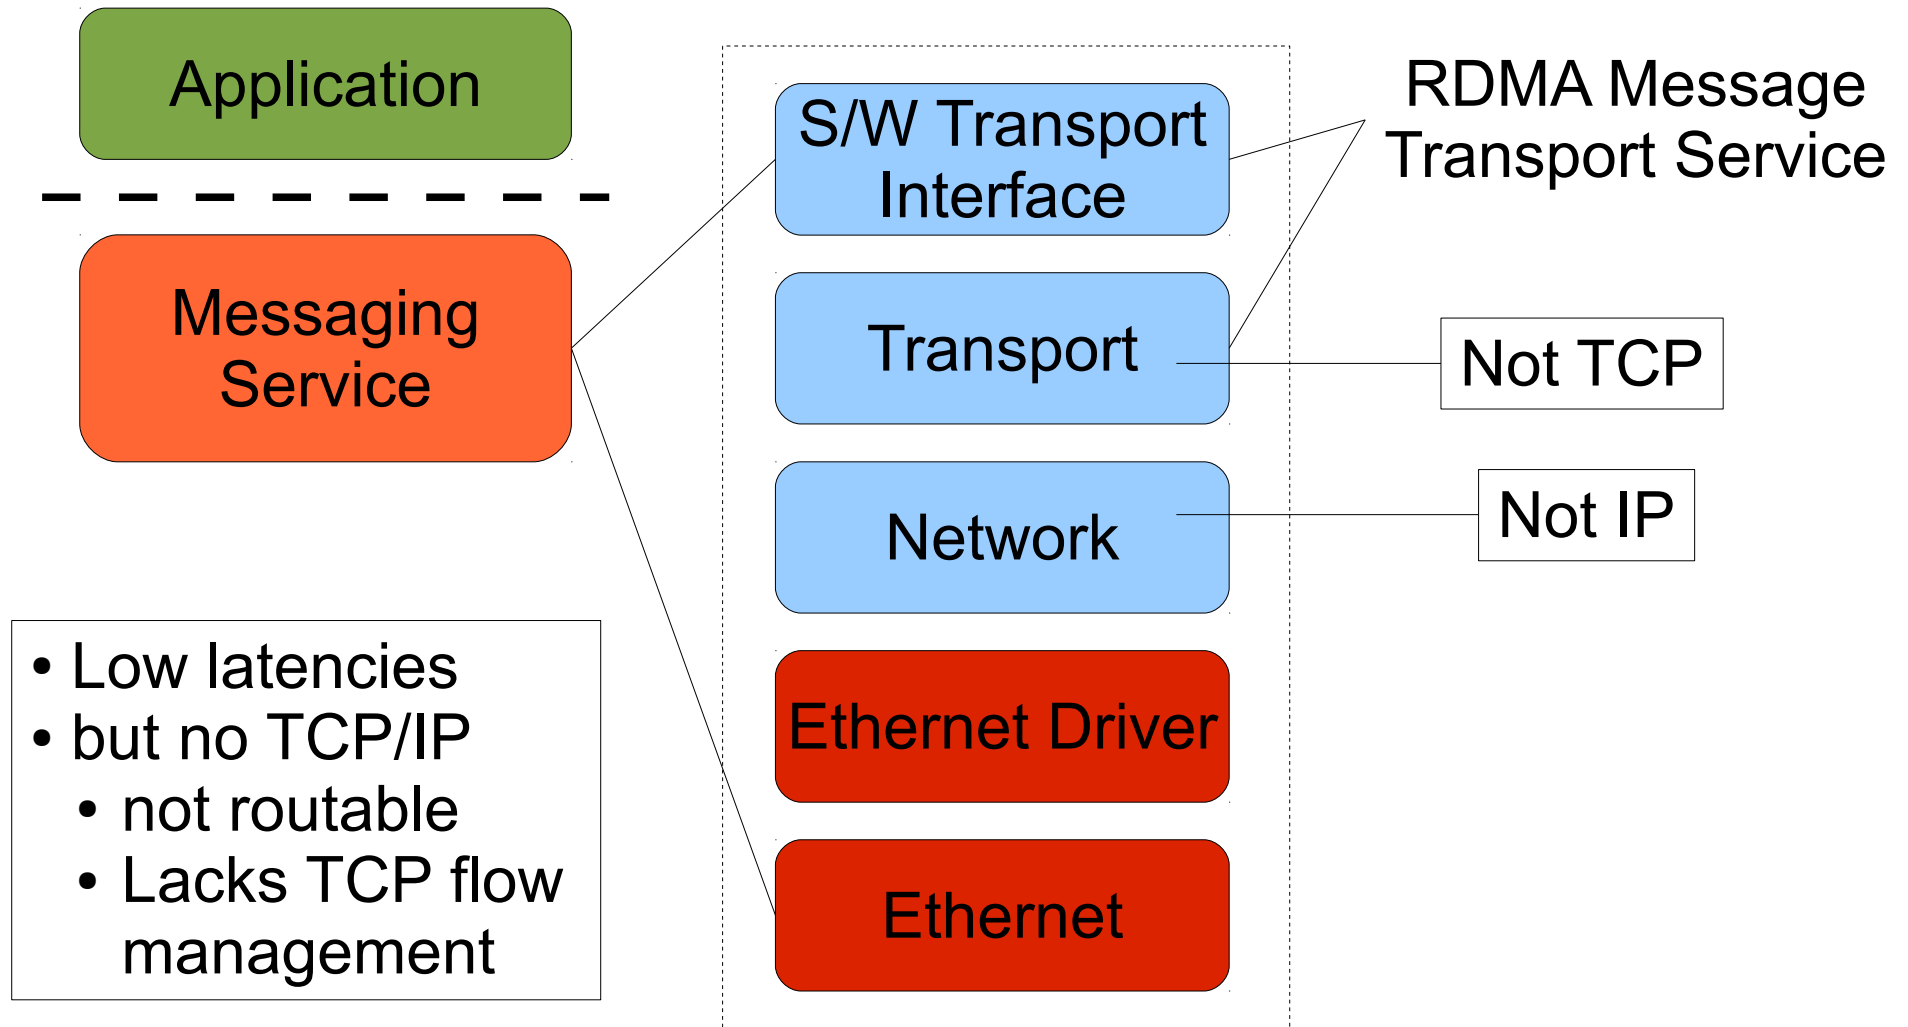 Application
Messaging
Service
• Low latencies
• but no TCP/IP
• not routable
• Lacks TCP flow
management
S/W Transport
Interface
Transport
Network
Ethernet Driver
Ethernet
RDMA Message
Transport Service
Not TCP
Not IP